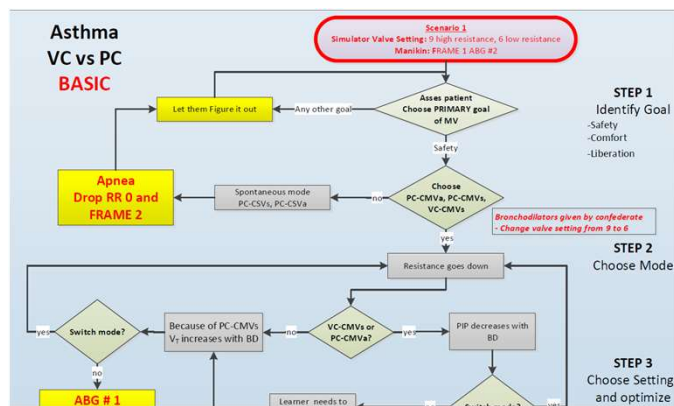 Asthma
VC vs PC
BASIC
Scenario 1
Simulator Valve Setting: 9 high resistance, 6 low resistance
Manikin: FRAME 1 ABG #2
STEP 1
Identify Goal
-Safety
-Comfort
-Liberation
Let them Figure it out
Any other goal
Asses patient
Choose PRIMARY goal
of MV
Safety
Apnea
Drop RR 0 and
FRAME 2
Spontaneous mode
PC-CSVs, PC-CSVa
no
Choose
PC-CMVa, PC-CMVs,
VC-CMVs
yes
Bronchodilators given by confederate
- Change valve setting from 9 to 6
STEP 2
Choose Mode
Resistance goes down
yes
Switch mode?
no
Because of PC-CMVs
VT increases with BD
no
VC-CMVs or
PC-CMVa?
yes
PIP decreases with
BD
STEP 3
Choose Setting
and optimize
ABG # 1
Learner needs to
Switch mode?
yes